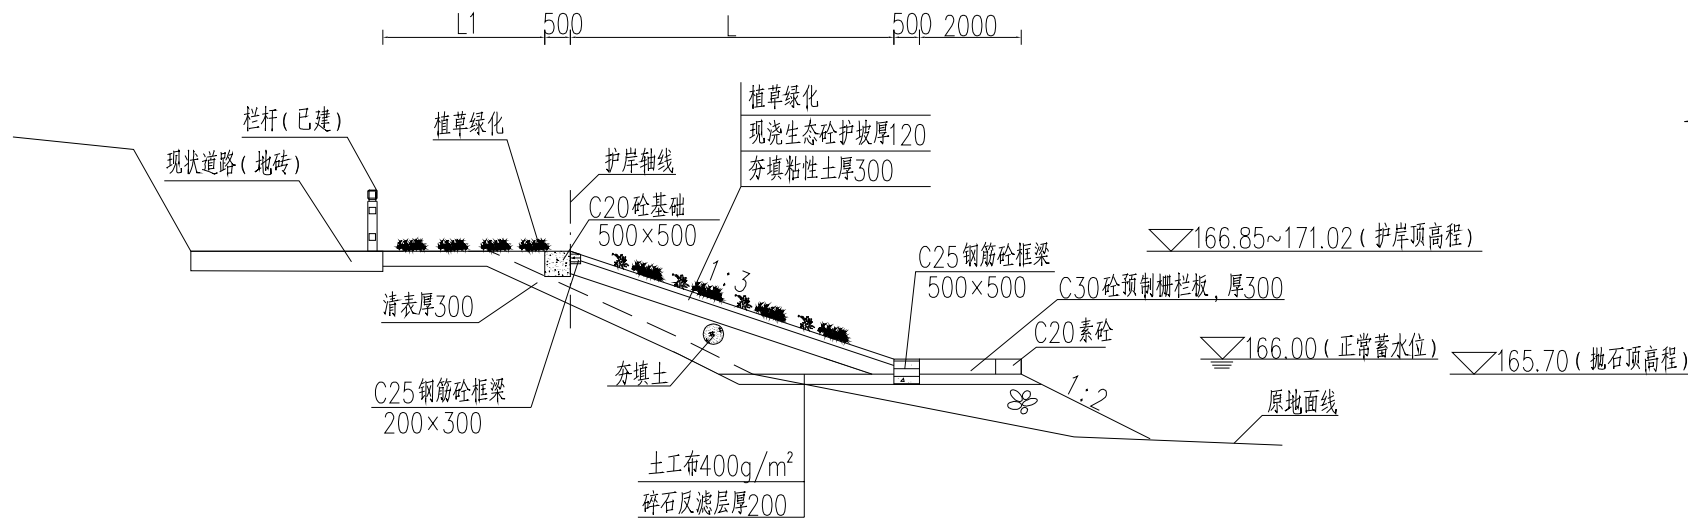 L1
500
L
500
2000
栏杆(已建)
现状道路(地砖)
植草绿化
护岸轴线
C20砼基础
500×500
植草绿化
现浇生态砼护坡厚120
夯填粘性土厚300
1:3
C25钢筋砼框梁
500×500
C30砼预制栅栏板，厚300
C20素砼
166.85~171.02(护岸顶高程)
166.00(正常蓄水位)
165.70(抛石顶高程)
清表厚300
夯填土
C25钢筋砼框梁
200×300
1:2
原地面线
土工布400g/m²
碎石反滤层厚200